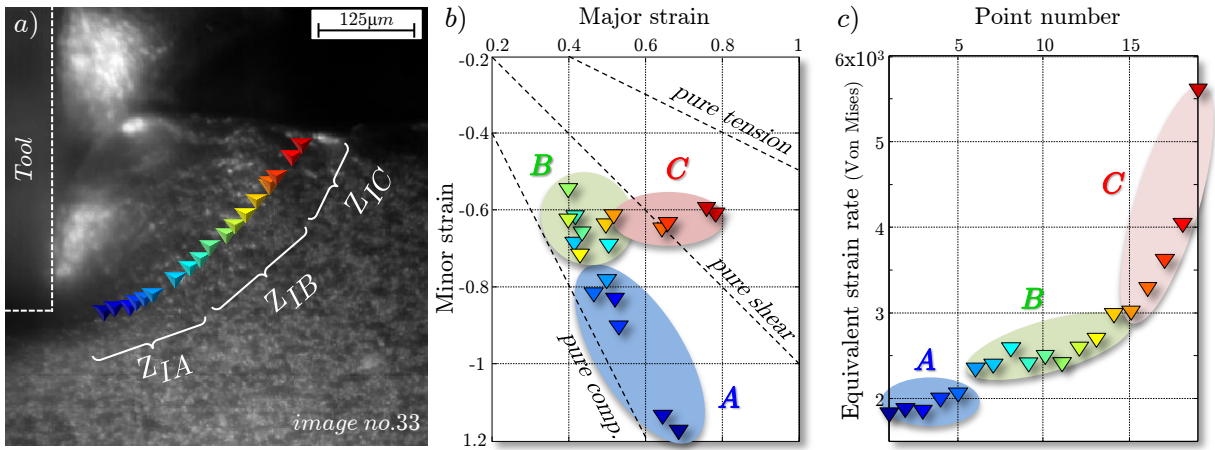 a)
125µm
Tool
Z_IA
Z_IB
Z_IC
image no.33
b)
Major strain
0.2 0.4 0.6 0.8 1
-0.2
-0.4
-0.6
-0.8
-1
1.2
Minor strain
pure tension
pure shear
pure comp.
B
C
A
c)
Point number
5 10 15
6x10³
5
4
3
2
Equivalent strain rate (Von Mises)
C
B
A